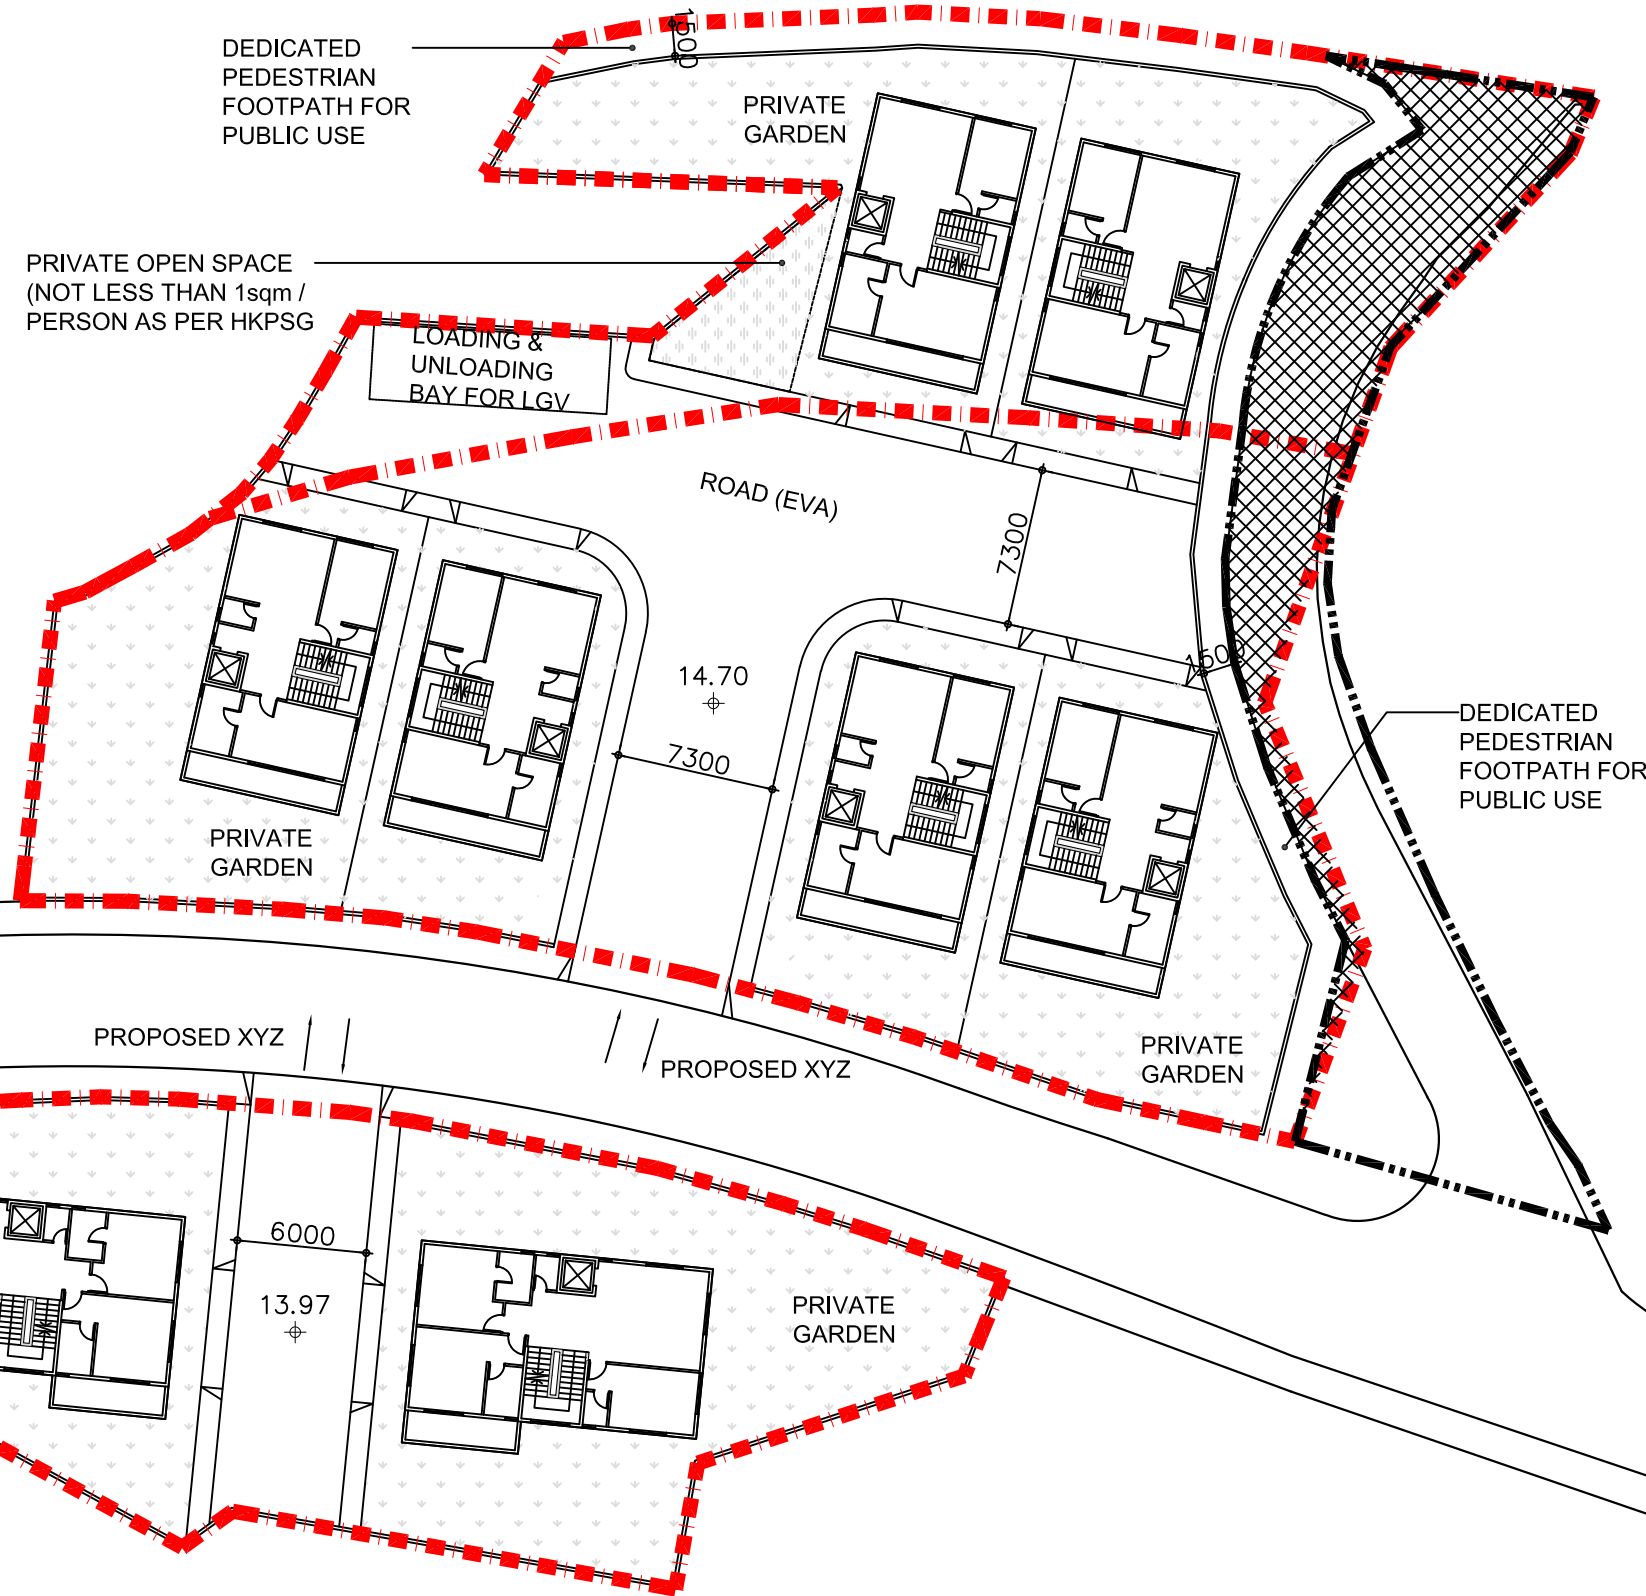 1500
DEDICATED
PEDESTRIAN
FOOTPATH FOR
PUBLIC USE
PRIVATE
GARDEN
PRIVATE OPEN SPACE
(NOT LESS THAN 1sqm /
PERSON AS PER HKPSG
LOADING &
UNLOADING
BAY FOR LGV
ROAD (EVA)
7300
1500
14.70
7300
DEDICATED
PEDESTRIAN
FOOTPATH FOR
PUBLIC USE
PRIVATE
GARDEN
PROPOSED XYZ
PROPOSED XYZ
PRIVATE
GARDEN
6000
13.97
PRIVATE
GARDEN